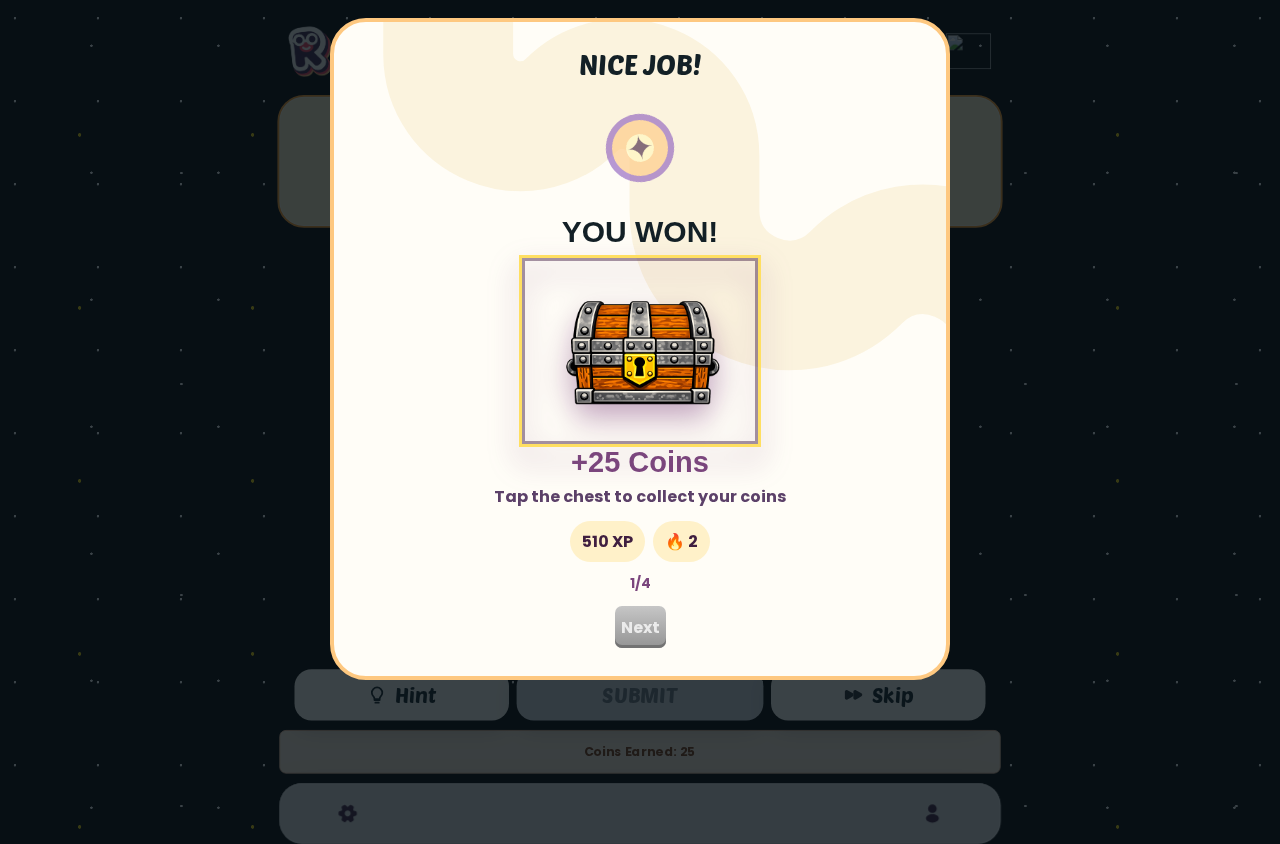 NICE JOB!
YOU WON!
+25 Coins
Tap the chest to collect your coins
510 XP
🔥 2
1/4
Next
Hint
SUBMIT
Skip
Coins Earned: 25